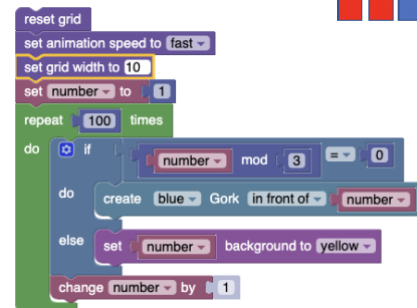 reset grid
set animation speed to fast
set grid width to 10
set number to 1
repeat 100 times
do if number mod 3 = 0
do create blue Gork in front of number
else set number background to yellow
change number by 1